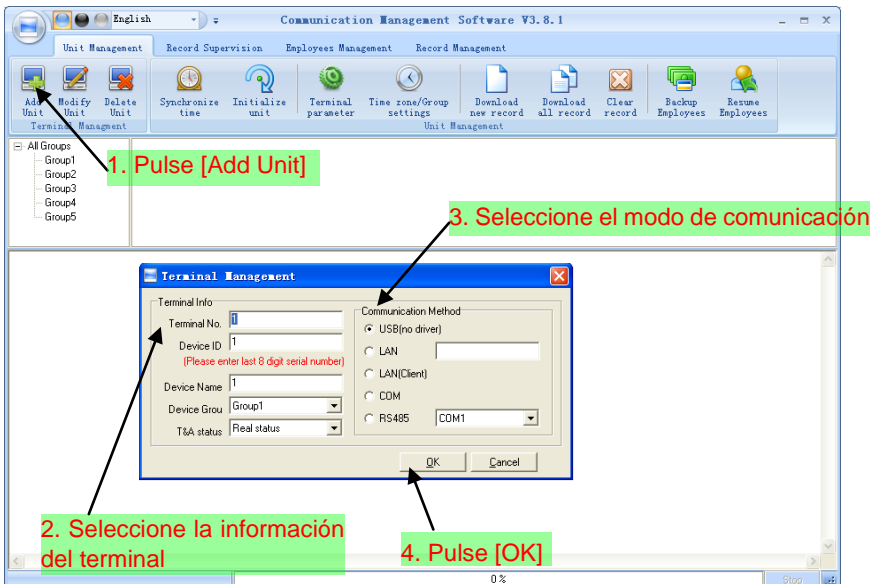 English Communication Management Software V3.8.1
Unit Management Record Supervision Employees Management Record Management
Add Unit Modify Unit Delete Unit Synchronize time Initialize unit Terminal parameter Time zone/Group settings Download new record Download all record Clear record Backup Employees Resume Employees
Terminal Managment Unit Management
All Groups
Group1
Group2
Group3
Group4
Group5
1. Pulse [Add Unit]
3. Seleccione el modo de comunicación
Terminal Management
Terminal Info
Terminal No. 1
Device ID 1
(Please enter last 8 digit serial number)
Device Name 1
Device Grou Group1
T&A status Real status
Communication Method
USB(no driver)
LAN
LAN(Client)
COM
RS485 COM1
OK Cancel
2. Seleccione la información
del terminal
4. Pulse [OK]
0 % Stop